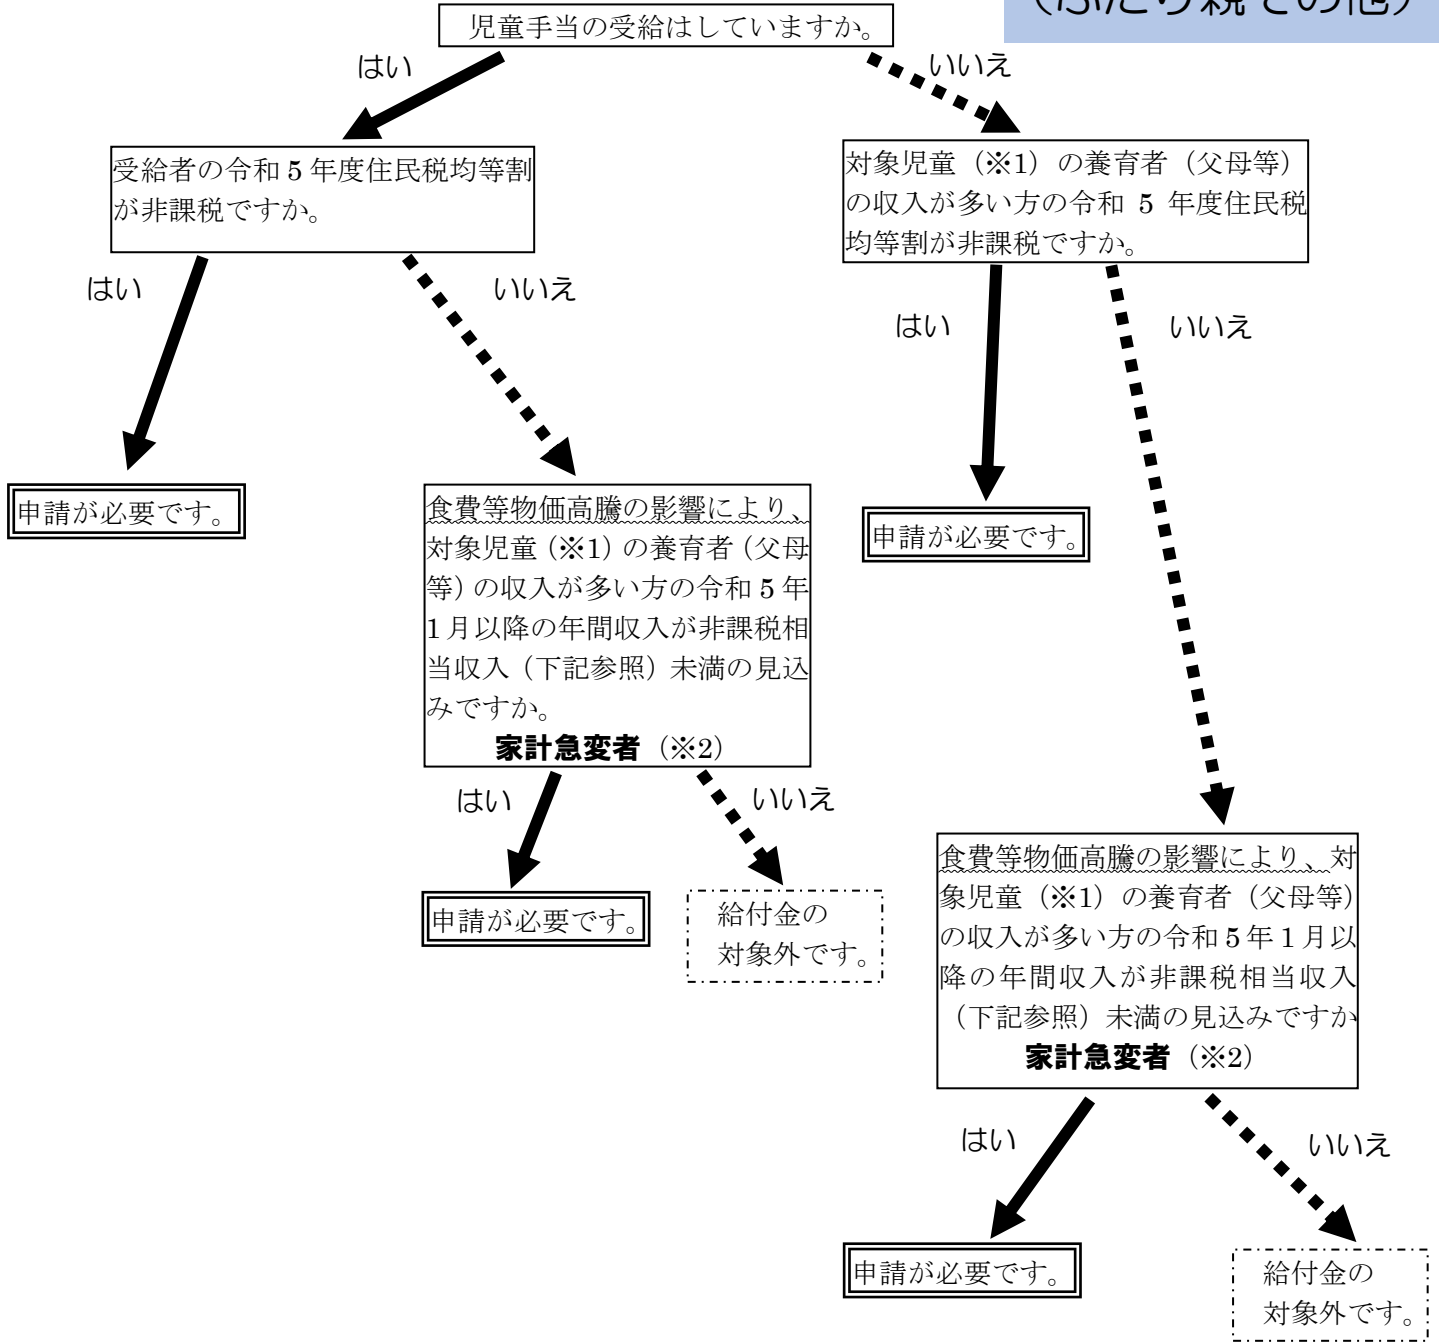 （ふたり親その他）
児童手当の受給はしていますか。
はい
いいえ
受給者の令和 5 年度住民税均等割
が非課税ですか。
対象児童（※1）の養育者（父母等）
の収入が多い方の令和 5 年度住民税
均等割が非課税ですか。
はい
いいえ
はい
いいえ
申請が必要です。
食費等物価高騰の影響により、
対象児童（※1）の養育者（父母
等）の収入が多い方の令和 5 年
1 月以降の年間収入が非課税相
当収入（下記参照）未満の見込
みですか。
家計急変者（※2）
申請が必要です。
はい
いいえ
申請が必要です。
給付金の
対象外です。
食費等物価高騰の影響により、対
象児童（※1）の養育者（父母等）
の収入が多い方の令和 5 年 1 月以
降の年間収入が非課税相当収入
（下記参照）未満の見込みですか
家計急変者（※2）
はい
いいえ
申請が必要です。
給付金の
対象外です。